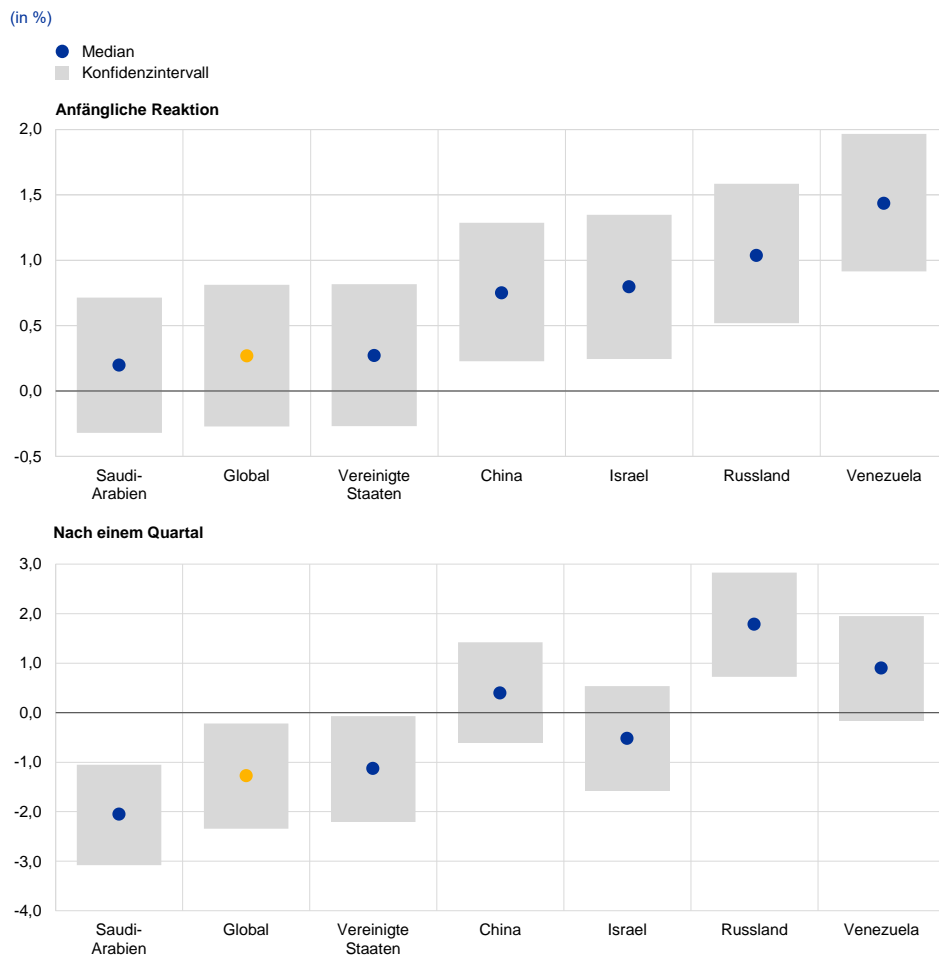 (in %)
Median
Konfidenzintervall
Anfängliche Reaktion
2,0
1,5
1,0
0,5
0,0
-0,5
Saudi-
Arabien
Global
Vereinigte
Staaten
China
Israel
Russland
Venezuela
Nach einem Quartal
3,0
2,0
1,0
0,0
-1,0
-2,0
-3,0
-4,0
Saudi-
Arabien
Global
Vereinigte
Staaten
China
Israel
Russland
Venezuela